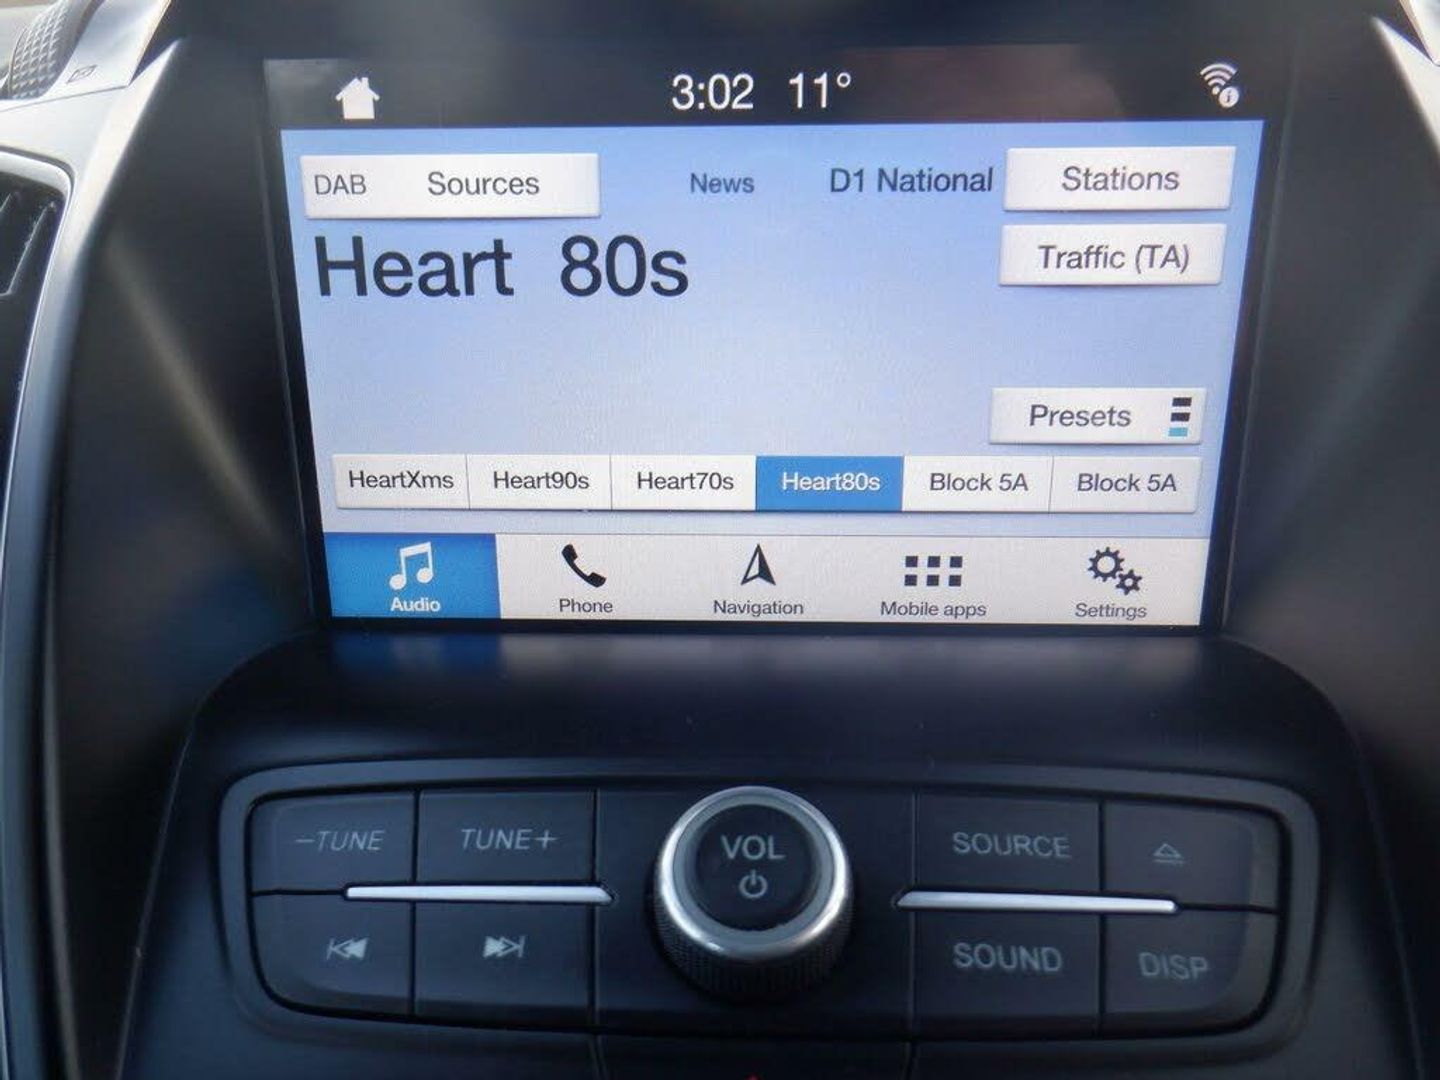 3:02 11°
DAB Sources News D1 National Stations
Heart 80s
Traffic (TA)
Presets
HeartXms Heart90s Heart70s Heart80s Block 5A Block 5A
Audio Phone Navigation Mobile apps Settings
−TUNE TUNE+ VOL SOURCE
SOUND DISP